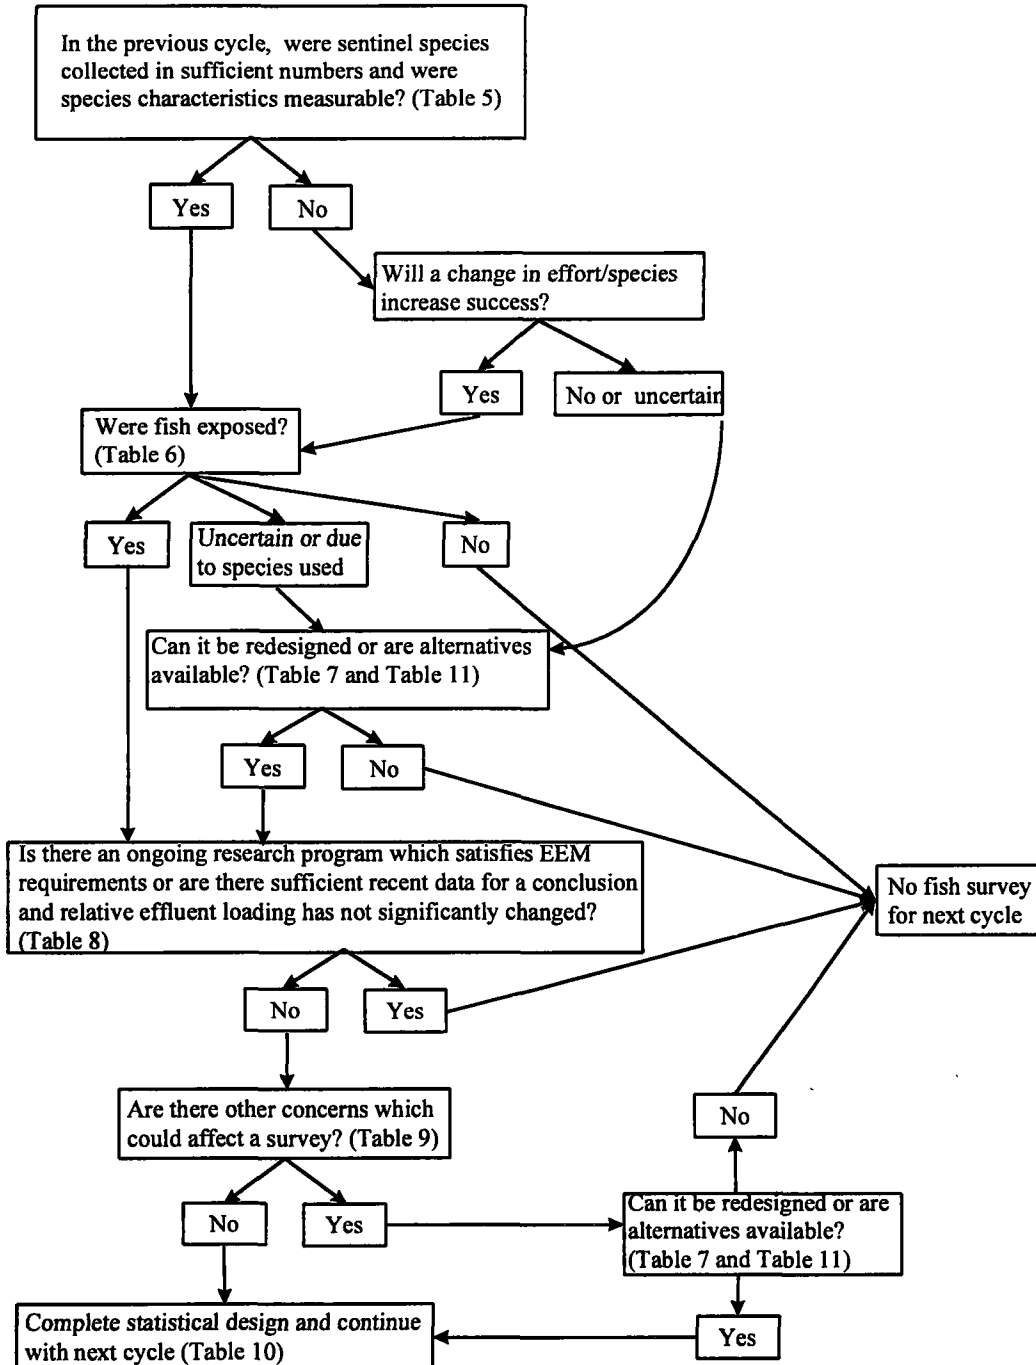 In the previous cycle, were sentinel species
collected in sufficient numbers and were
species characteristics measurable? (Table 5)
Yes
No
Will a change in effort/species
increase success?
Yes
No or uncertain
Were fish exposed?
(Table 6)
Yes
Uncertain or due
to species used
No
Can it be redesigned or are alternatives
available? (Table 7 and Table 11)
Yes
No
Is there an ongoing research program which satisfies EEM
requirements or are there sufficient recent data for a conclusion
and relative effluent loading has not significantly changed?
(Table 8)
No fish survey
for next cycle
No
Yes
Are there other concerns which
could affect a survey? (Table 9)
No
No
Yes
Can it be redesigned or are
alternatives available?
(Table 7 and Table 11)
Complete statistical design and continue
with next cycle (Table 10)
Yes